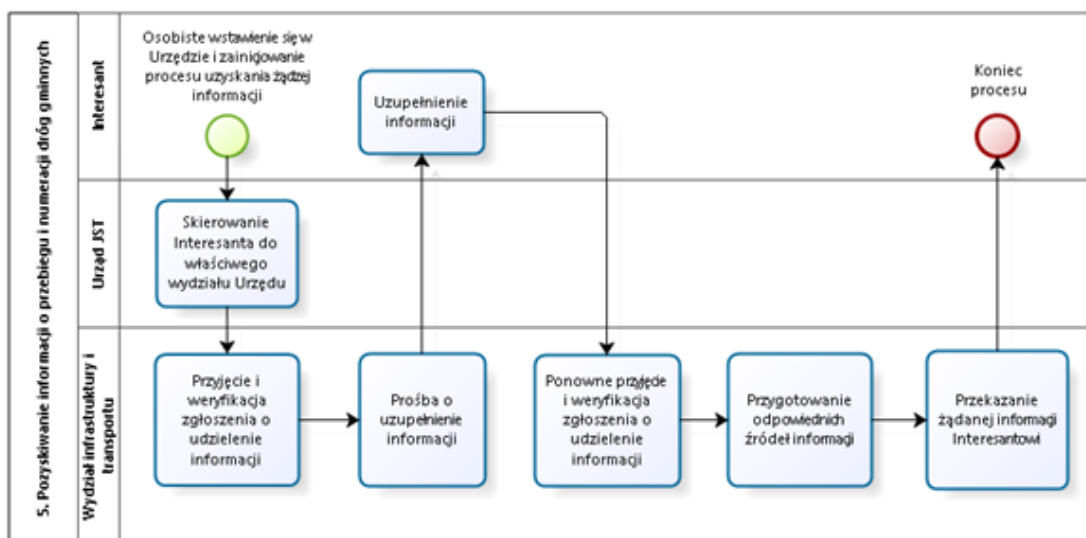 5. Pozyskiwanie informacji o przebiegu i numeracji dróg gminnych
Interesant
Osobiste wstawienie się w
Urzędzie i zainicjowanie
procesu uzyskania żądzej
informacji
Uzupełnienie
informacji
Koniec
procesu
Urząd JST
Skierowanie
Interesanta do
właściwego
wydziału Urzędu
Wydział infrastruktury i
transportu
Przyjęcie i
weryfikacja
zgłoszenia o
udzielenie
informacji
Prośba o
uzupełnienie
informacji
Ponowne przyjęcie
i weryfikacja
zgłoszenia o
udzielenie
informacji
Przygotowanie
odpowiednich
źródeł informacji
Przekazanie
żądanej informacji
Interesantowi